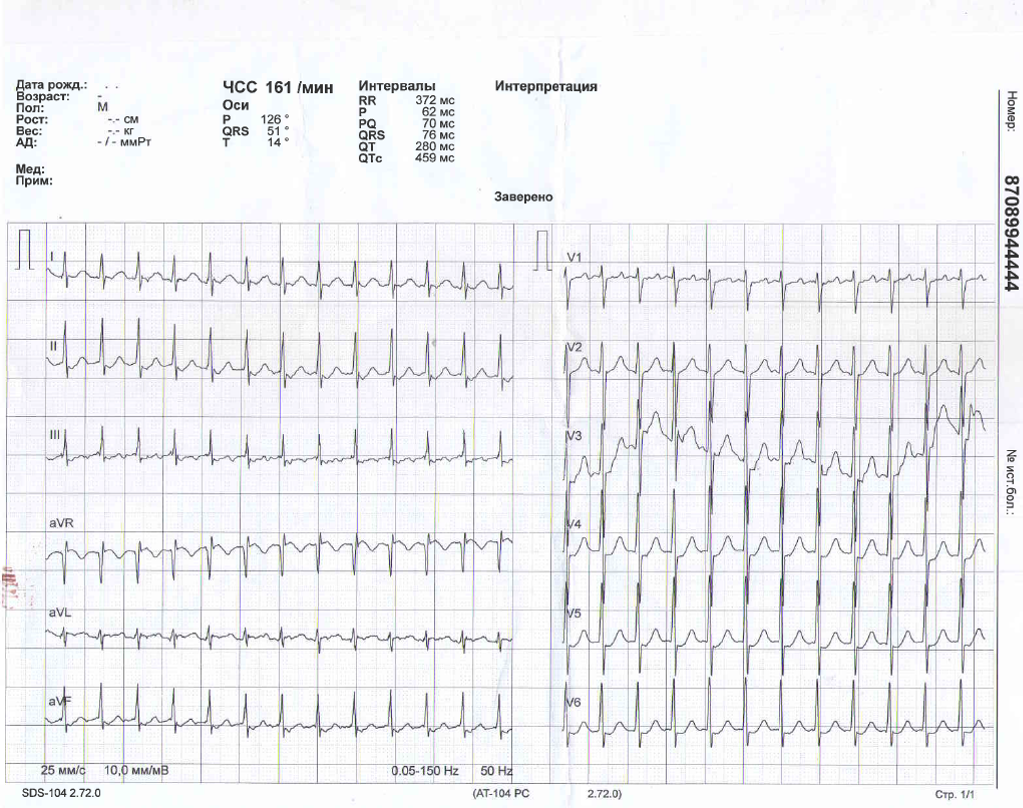 Дата рожд.: . .
Возраст: -
Пол: М
Рост: -.- см
Вес: -.- кг
АД: - / - ммРт
Мед:
Прим:
ЧСС 161 /мин
Оси
P 126 °
QRS 51 °
T 14 °
Интервалы
RR 372 мс
P 62 мс
PQ 70 мс
QRS 76 мс
QT 280 мс
QTc 459 мс
Интерпретация
Заверено
Номер: 87089944444
№ ист.бол.:
I
II
III
aVR
aVL
aVF
V1
V2
V3
V4
V5
V6
25 мм/с 10,0 мм/мВ
0.05-150 Hz 50 Hz
SDS-104 2.72.0
(AT-104 PC 2.72.0)
Стр. 1/1